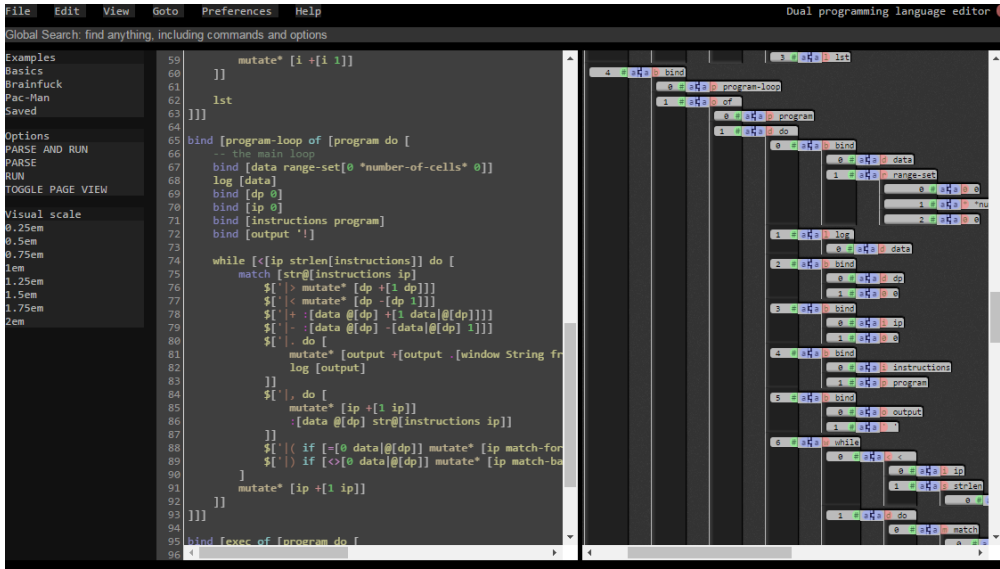 File Edit View Goto Preferences Help Dual programming language editor
Global Search: find anything, including commands and options
Examples
Basics
Brainfuck
Pac-Man
Saved
Options
PARSE AND RUN
PARSE
RUN
TOGGLE PAGE VIEW
Visual scale
0.25em
0.5em
0.75em
1em
1.25em
1.5em
1.75em
2em
59 mutate* [i +[i 1]]
60 ]]
61
62 lst
63 ]]]
64
65 bind [program-loop of [program do [
66 -- the main loop
67 bind [data range-set[0 *number-of-cells* 0]]
68 log [data]
69 bind [dp 0]
70 bind [ip 0]
71 bind [instructions program]
72 bind [output '!]
73
74 while [<[ip strlen[instructions]] do [
75 match [str@[instructions ip]
76 $['|> mutate* [dp +[1 dp]]]
77 $['|< mutate* [dp -[dp 1]]]
78 $['|+ :[data @[dp] +[1 data|@[dp]]]]
79 $['|- :[data @[dp] -[data|@[dp] 1]]]
80 $['|. do [
81 mutate* [output +[output .[window String fr
82 log [output]
83 ]]
84 $['|, do [
85 mutate* [ip +[1 ip]]
86 :[data @[dp] str@[instructions ip]]
87 ]]
88 $['|( if [=[0 data|@[dp]] mutate* [ip match-for
89 $['|) if [<>[0 data|@[dp]] mutate* [ip match-ba
90 ]
91 mutate* [ip +[1 ip]]
92 ]]
93 ]]]
94
95 bind [exec of [program do [
96
3 # a a l lst
4 # a a b bind
0 # a a p program-loop
1 # a a o of
0 # a a p program
1 # a a d do
0 # a a b bind
0 # a a d data
1 # a a r range-set
0 # a a 0 0
1 # a a * *nu
2 # a a 0 0
1 # a a l log
0 # a a d data
2 # a a b bind
0 # a a d dp
1 # a a 0 0
3 # a a b bind
0 # a a i ip
1 # a a 0 0
4 # a a b bind
0 # a a i instructions
1 # a a p program
5 # a a b bind
0 # a a o output
1 # a a
6 # a a w while
0 # a a < <
0 # a a i ip
1 # a a s strlen
0 #
1 # a a d do
0 # a a m match